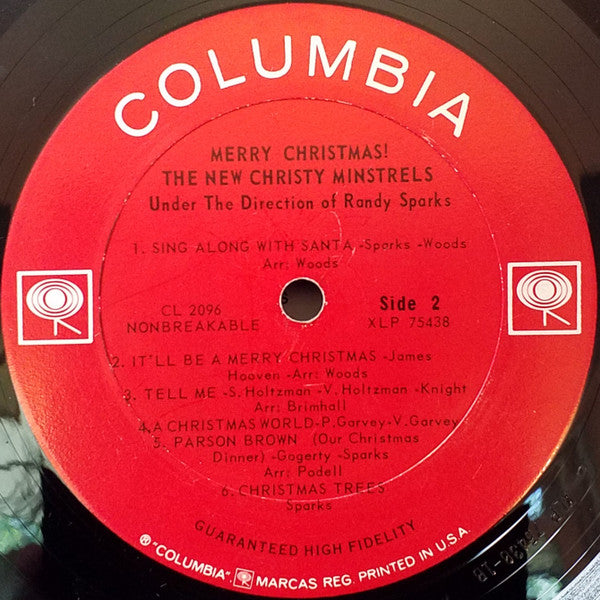 COLUMBIA
MERRY CHRISTMAS!
THE NEW CHRISTY MINSTRELS
Under The Direction of Randy Sparks
1. SING ALONG WITH SANTA -Sparks -Woods
Arr: Woods
CL 2096
NONBREAKABLE
Side 2
XLP 75438
2. IT'LL BE A MERRY CHRISTMAS -James
Hooven -Arr: Woods
3. TELL ME -S. Holtzman -V. Holtzman -Knight
Arr: Brimhall
4.A CHRISTMAS WORLD-P. Garvey-V. Garvey
5. PARSON BROWN (Our Christmas
Dinner) -Gogerty -Sparks
Arr: Podell
6. CHRISTMAS TREES
Sparks
GUARANTEED HIGH FIDELITY
® "COLUMBIA" MARCAS REG. PRINTED IN U.S.A.